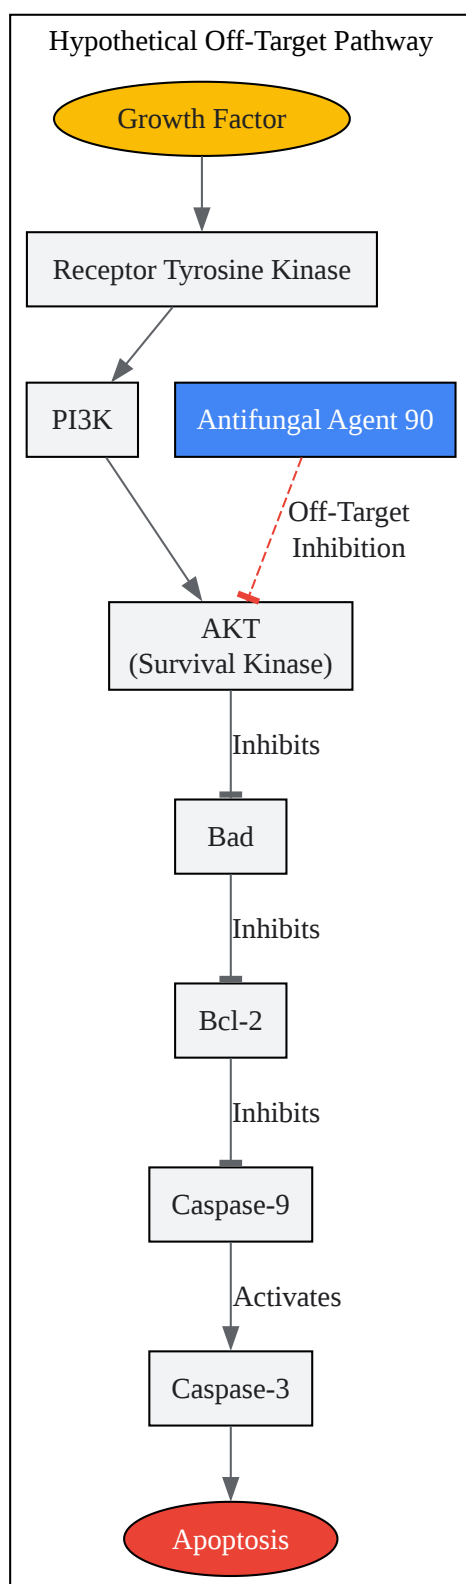 Hypothetical Off-Target Pathway
Growth Factor
Receptor Tyrosine Kinase
PI3K
Antifungal Agent 90
Off-Target
Inhibition
AKT
(Survival Kinase)
Inhibits
Bad
Inhibits
Bcl-2
Inhibits
Caspase-9
Activates
Caspase-3
Apoptosis